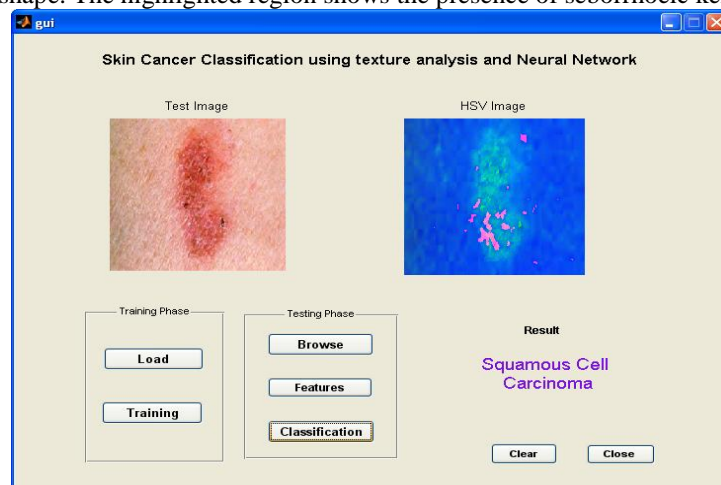 shape. The highlighted region shows the presence of seborrhoeic ke
gui
Skin Cancer Classification using texture analysis and Neural Network
Test Image
HSV Image
Training Phase
Load
Training
Testing Phase
Browse
Features
Classification
Result
Squamous Cell
Carcinoma
Clear
Close